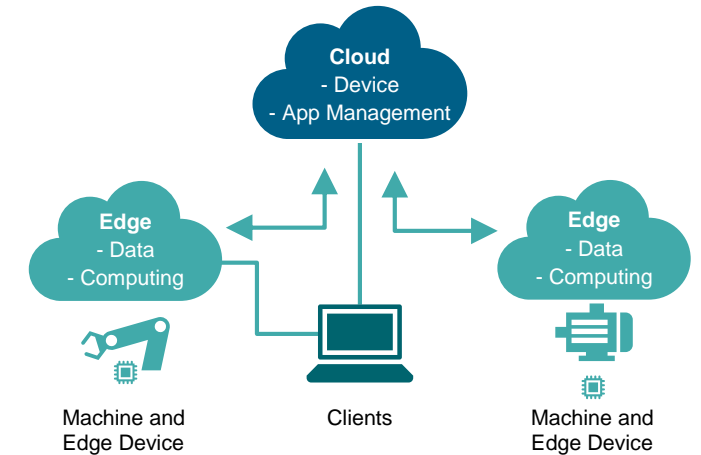 Cloud
- Device
- App Management
Edge
- Data
- Computing
Edge
- Data
- Computing
Machine and
Edge Device
Clients
Machine and
Edge Device